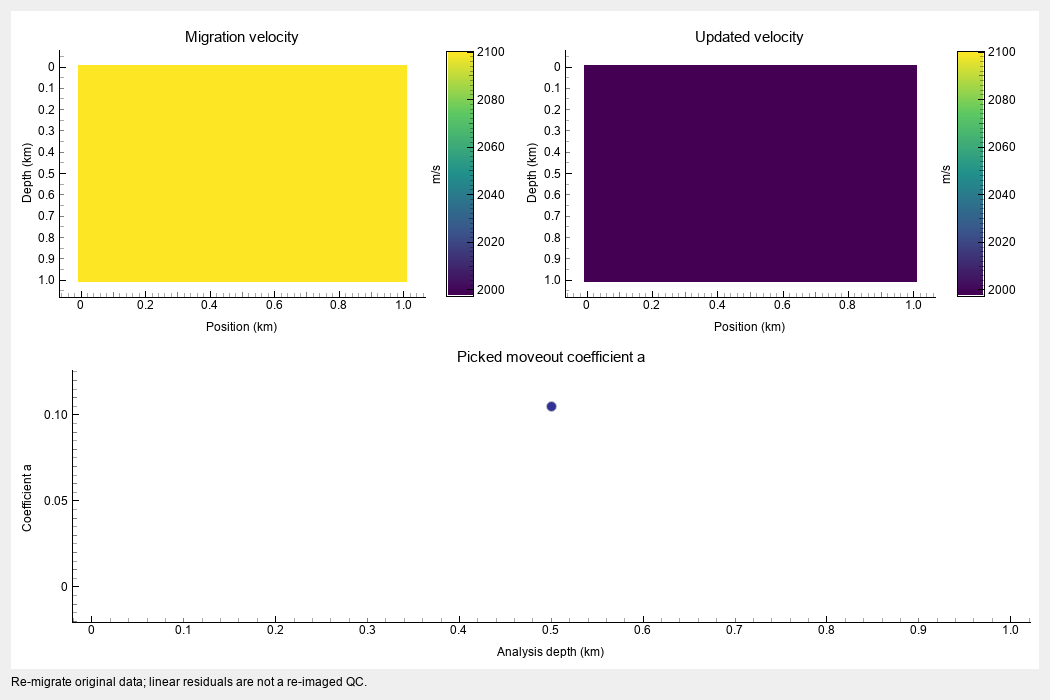 Migration velocity
Updated velocity
0
0.1
0.2
0.3
0.4
0.5
0.6
0.7
0.8
0.9
1.0
Depth (km)
0 0.2 0.4 0.6 0.8 1.0
Position (km)
2100
2080
2060
2040
2020
2000
m/s
0
0.1
0.2
0.3
0.4
0.5
0.6
0.7
0.8
0.9
1.0
Depth (km)
0 0.2 0.4 0.6 0.8 1.0
Position (km)
2100
2080
2060
2040
2020
2000
m/s
Picked moveout coefficient a
0.10
0.05
0
Coefficient a
0 0.1 0.2 0.3 0.4 0.5 0.6 0.7 0.8 0.9 1.0
Analysis depth (km)
Re-migrate original data; linear residuals are not a re-imaged QC.